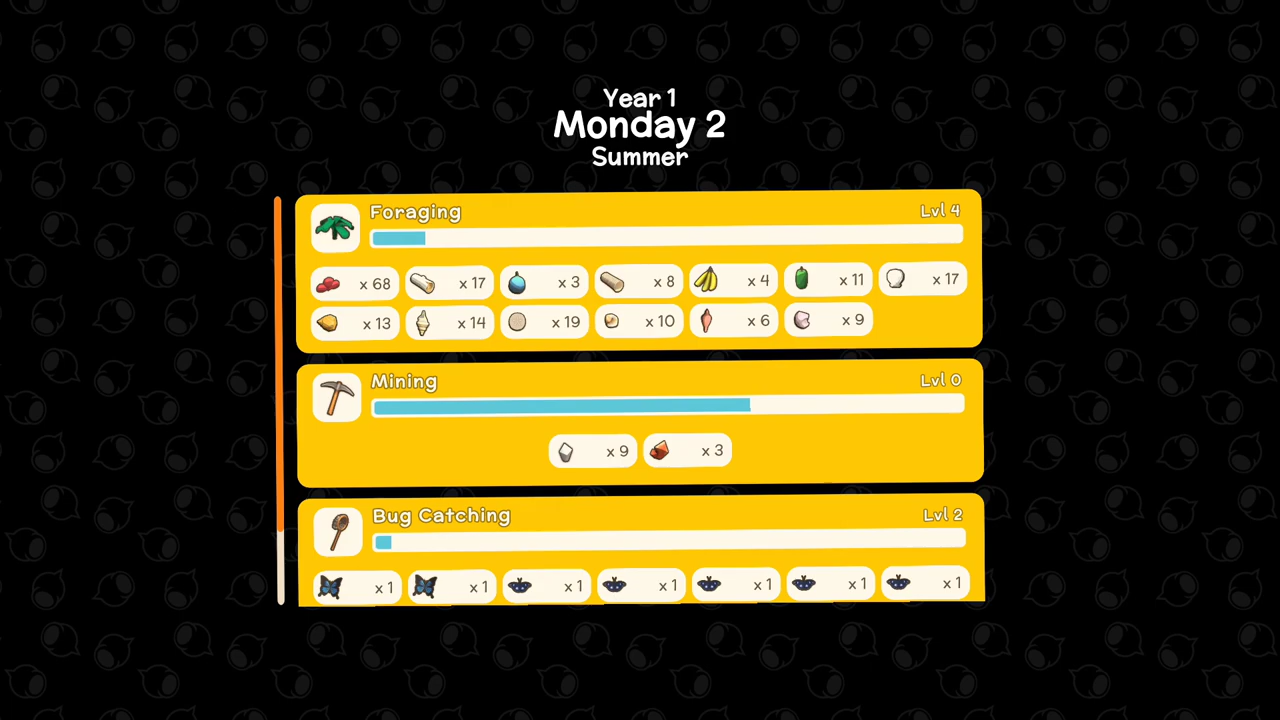 Year 1
Monday 2
Summer
Foraging Lvl 4
x 68 x 17 x 3 x 8 x 4 x 11 x 17
x 13 x 14 x 19 x 10 x 6 x 9
Mining Lvl 0
x 9 x 3
Bug Catching Lvl 2
x 1 x 1 x 1 x 1 x 1 x 1 x 1